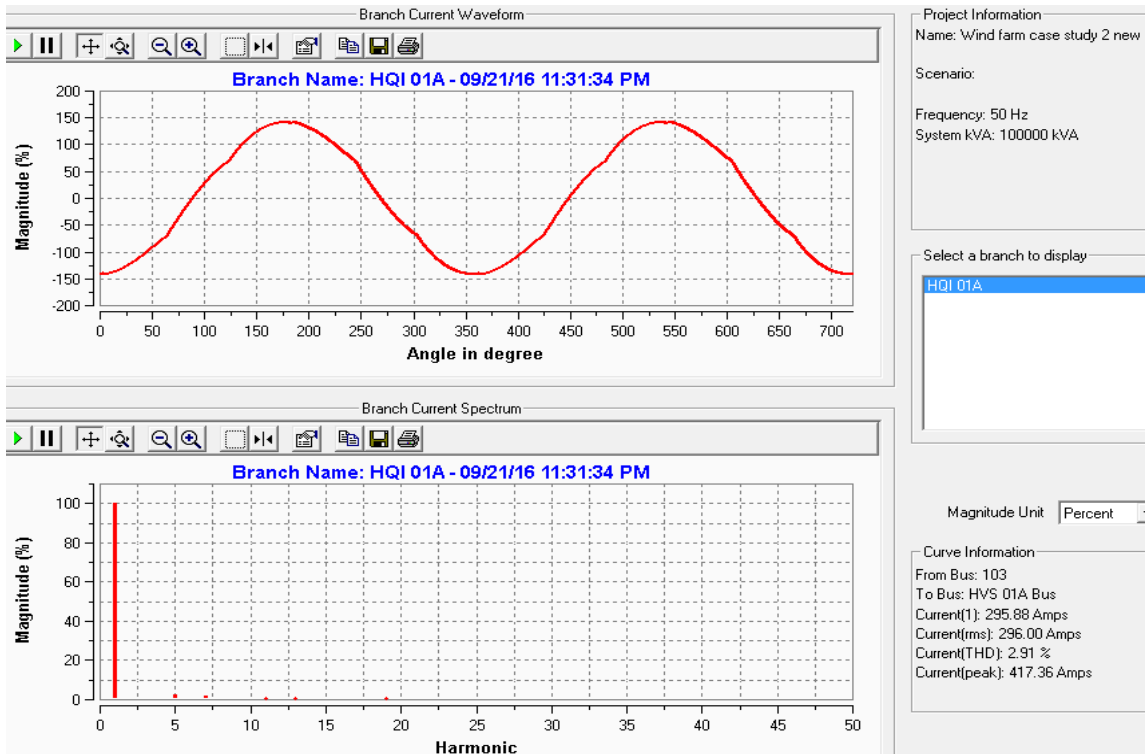 Branch Current Waveform
Branch Name: HQI 01A - 09/21/16 11:31:34 PM
200
150
100
50
0
-50
-100
-150
-200
Magnitude (%)
0 50 100 150 200 250 300 350 400 450 500 550 600 650 700
Angle in degree
Branch Current Spectrum
Branch Name: HQI 01A - 09/21/16 11:31:34 PM
100
80
60
40
20
0
Magnitude (%)
0 5 10 15 20 25 30 35 40 45 50
Harmonic
Project Information
Name: Wind farm case study 2 new
Scenario:
Frequency: 50 Hz
System kVA: 100000 kVA
Select a branch to display
HQI 01A
Magnitude Unit Percent
Curve Information
From Bus: 103
To Bus: HVS 01A Bus
Current(1): 295.88 Amps
Current(rms): 296.00 Amps
Current(THD): 2.91 %
Current(peak): 417.36 Amps